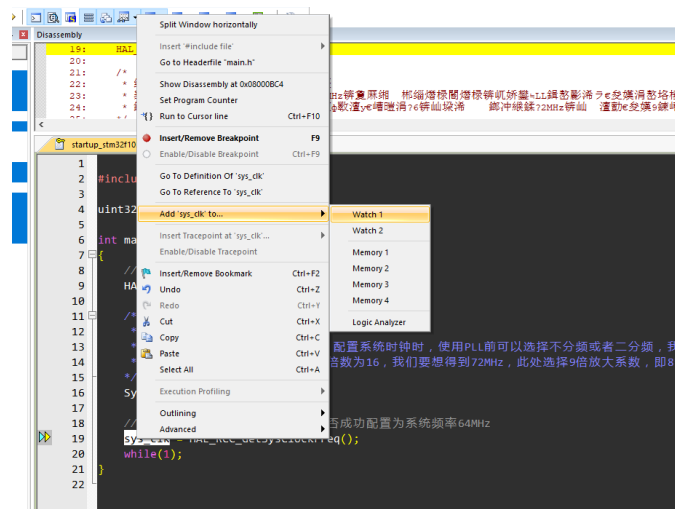 Disassembly
19: HAL_
20:
21: /*
22: *
23: *
24: *
25: */
startup_stm32f10
1
2 #inclu
3
4 uint32
5
6 int ma
7 {
8 //
9 HA
10
11 /*
12 *
13 * 配置系统时钟时，使用PLL前可以选择不分频或者二分频，我
14 * 倍数为16，我们要想得到72MHz，此处选择9倍放大系数，即8
15 */
16 Sy
17
18 // 否成功配置为系统频率64MHz
19 sys_clk = HAL_RCC_GetSysClockFreq();
20 while(1);
21 }
22
Split Window horizontally
Insert '#include file'
Go to Headerfile "main.h"
Show Disassembly at 0x08000BC4
Set Program Counter
Run to Cursor line Ctrl+F10
Insert/Remove Breakpoint F9
Enable/Disable Breakpoint Ctrl+F9
Go To Definition Of 'sys_clk'
Go To Reference To 'sys_clk'
Add 'sys_clk' to...
Insert Tracepoint at 'sys_clk'...
Enable/Disable Tracepoint
Insert/Remove Bookmark Ctrl+F2
Undo Ctrl+Z
Redo Ctrl+Y
Cut Ctrl+X
Copy Ctrl+C
Paste Ctrl+V
Select All Ctrl+A
Execution Profiling
Outlining
Advanced
Watch 1
Watch 2
Memory 1
Memory 2
Memory 3
Memory 4
Logic Analyzer